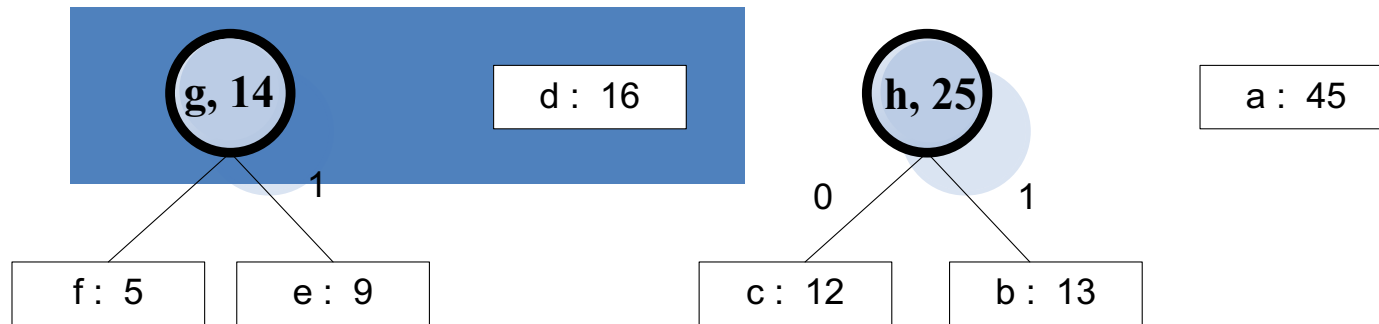 g, 14
d : 16
h, 25
a : 45
1
0
1
f : 5
e : 9
c : 12
b : 13